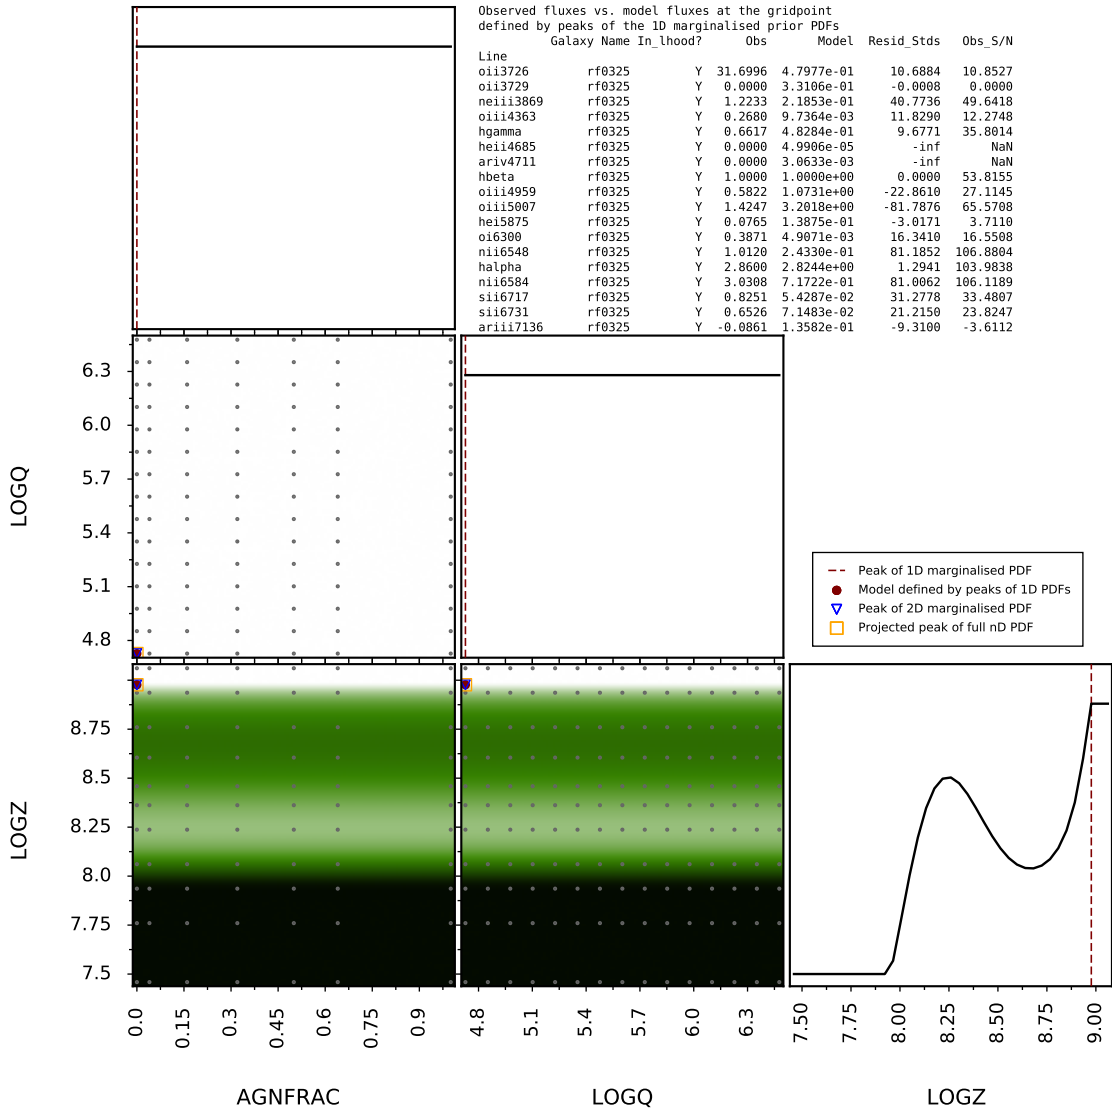 Observed fluxes vs. model fluxes at the gridpoint
defined by peaks of the 1D marginalised prior PDFs
Galaxy Name In_lhood? Obs Model Resid_Stds Obs_S/N
Line
oii3726 rf0325 Y 31.6996 4.7977e-01 10.6884 10.8527
oii3729 rf0325 Y 0.0000 3.3106e-01 -0.0008 0.0000
neiii3869 rf0325 Y 1.2233 2.1853e-01 40.7736 49.6418
oiii4363 rf0325 Y 0.2680 9.7364e-03 11.8290 12.2748
hgamma rf0325 Y 0.6617 4.8284e-01 9.6771 35.8014
heii4685 rf0325 Y 0.0000 4.9906e-05 -inf NaN
ariv4711 rf0325 Y 0.0000 3.0633e-03 -inf NaN
hbeta rf0325 Y 1.0000 1.0000e+00 0.0000 53.8155
oiii4959 rf0325 Y 0.5822 1.0731e+00 -22.8610 27.1145
oiii5007 rf0325 Y 1.4247 3.2018e+00 -81.7876 65.5708
hei5875 rf0325 Y 0.0765 1.3875e-01 -3.0171 3.7110
oi6300 rf0325 Y 0.3871 4.9071e-03 16.3410 16.5508
nii6548 rf0325 Y 1.0120 2.4330e-01 81.1852 106.8804
halpha rf0325 Y 2.8600 2.8244e+00 1.2941 103.9838
nii6584 rf0325 Y 3.0308 7.1722e-01 81.0062 106.1189
sii6717 rf0325 Y 0.8251 5.4287e-02 31.2778 33.4807
sii6731 rf0325 Y 0.6526 7.1483e-02 21.2150 23.8247
ariii7136 rf0325 Y -0.0861 1.3582e-01 -9.3100 -3.6112
LOGQ
6.3
6.0
5.7
5.4
5.1
4.8
Peak of 1D marginalised PDF
Model defined by peaks of 1D PDFs
Peak of 2D marginalised PDF
Projected peak of full nD PDF
LOGZ
8.75
8.5
8.25
8.0
7.75
7.5
0.0 0.15 0.3 0.45 0.6 0.75 0.9
4.8 5.1 5.4 5.7 6.0 6.3
7.50 7.75 8.00 8.25 8.50 8.75 9.00
AGNFRAC LOGQ LOGZ